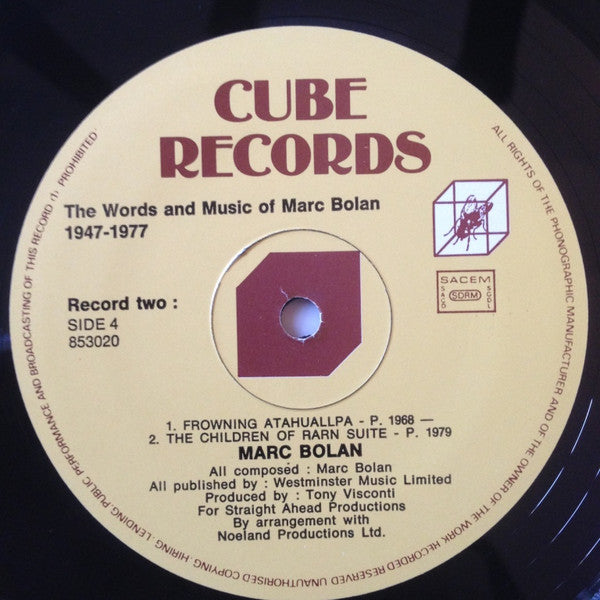 CUBE
RECORDS
The Words and Music of Marc Bolan
1947-1977
Record two :
SIDE 4
853020
SACEM
SACD
SDRM
SGDL
1. FROWNING ATAHUALLPA - P. 1968 —
2. THE CHILDREN OF RARN SUITE - P. 1979
MARC BOLAN
All composed : Marc Bolan
All published by : Westminster Music Limited
Produced by : Tony Visconti
For Straight Ahead Productions
By arrangement with
Noeland Productions Ltd.
ALL RIGHTS OF THE PHONOGRAPHIC MANUFACTURER AND OF THE OWNER OF THE WORK RECORDED RESERVED UNAUTHORISED COPYING-HIRING-LENDING PUBLIC PERFORMANCE AND BROADCASTING OF THIS RECORD (1) PROHIBITED